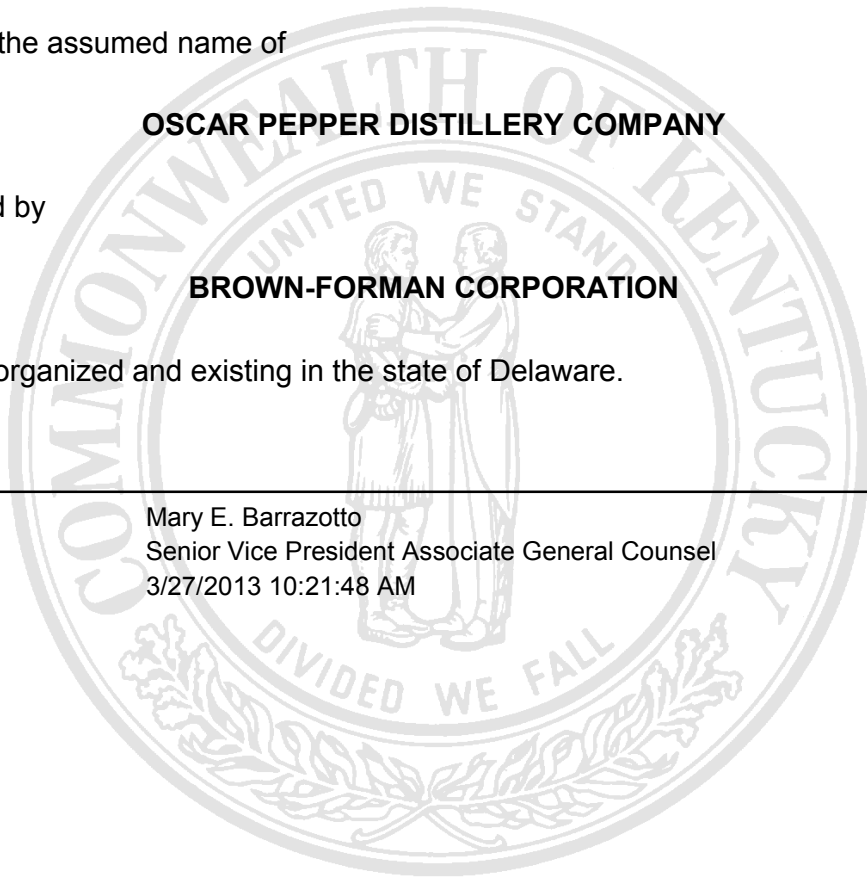 the assumed name of
OSCAR PEPPER DISTILLERY COMPANY
d by
BROWN-FORMAN CORPORATION
organized and existing in the state of Delaware.
Mary E. Barrazotto
Senior Vice President Associate General Counsel
3/27/2013 10:21:48 AM
COMMONWEALTH OF KENTUCKY
UNITED WE STAND
DIVIDED WE FALL